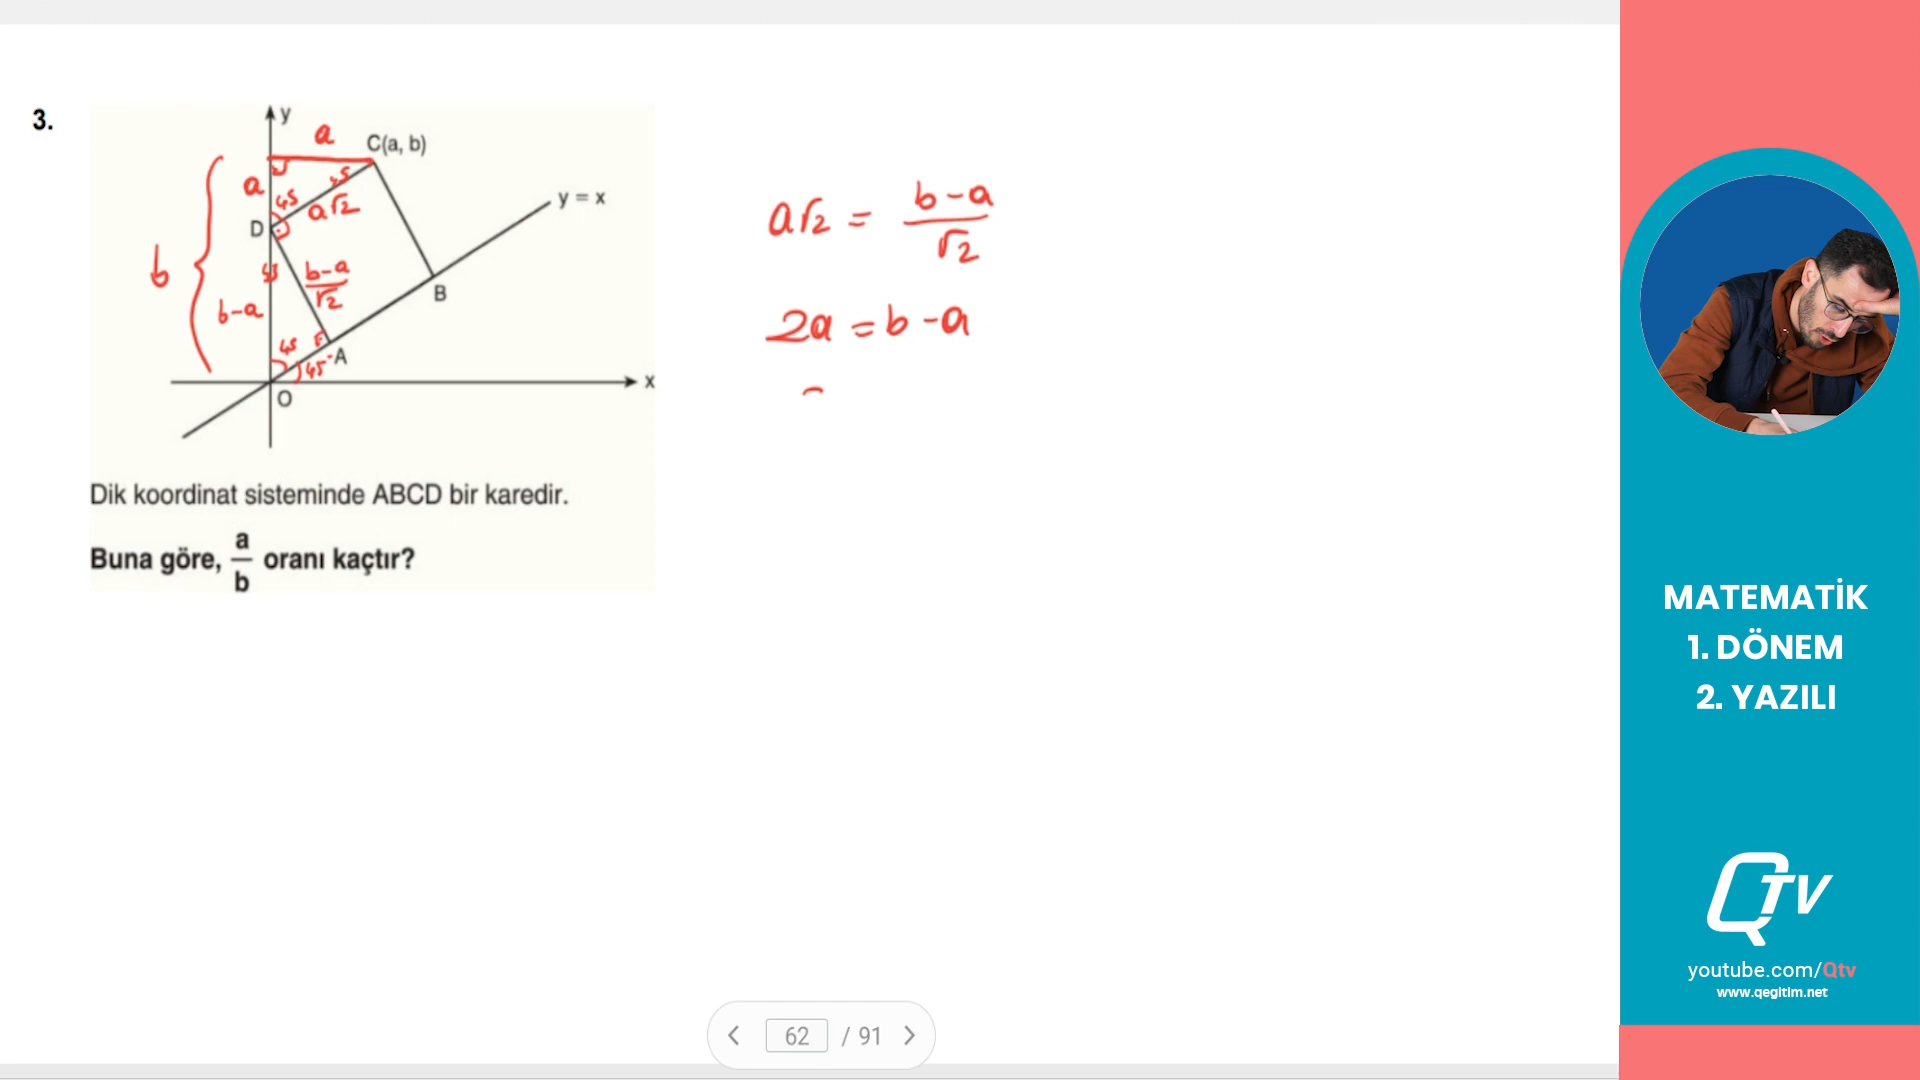 3.
y
a
C(a, b)
a
45
45
a√2
y = x
D
b
45
b-a
√2
b-a
B
45
45
A
O
x
Dik koordinat sisteminde ABCD bir karedir.
Buna göre, a/b oranı kaçtır?
a√2 = b-a
√2
2a = b-a
MATEMATİK
1. DÖNEM
2. YAZILI
QTV
youtube.com/Qtv
www.qegitim.net
62 / 91